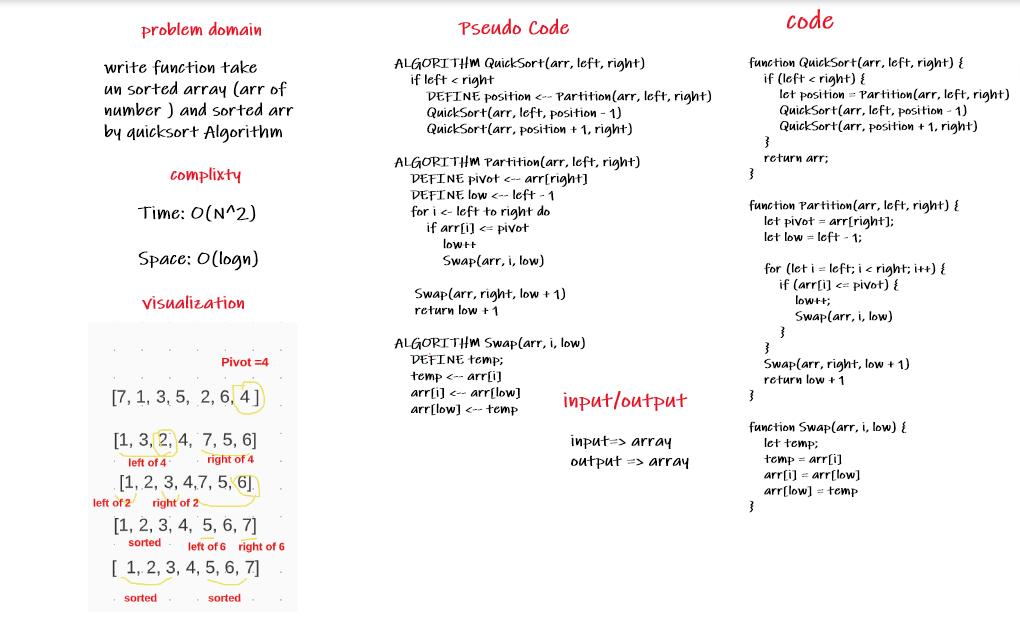 problem domain
write function take
un sorted array (arr of
number ) and sorted arr
by quicksort Algorithm
complixty
Time: O(N^2)
Space: O(logn)
visualization
Pivot =4
[7, 1, 3, 5, 2, 6, 4 ]
[1, 3, 2, 4, 7, 5, 6]
left of 4
right of 4
[1, 2, 3, 4,7, 5, 6]
left of 2
right of 2
[1, 2, 3, 4, 5, 6, 7]
sorted
left of 6
right of 6
[ 1, 2, 3, 4, 5, 6, 7]
sorted
sorted
Pseudo Code
ALGORITHM QuickSort(arr, left, right)
if left < right
DEFINE position <-- Partition(arr, left, right)
QuickSort(arr, left, position - 1)
QuickSort(arr, position + 1, right)
ALGORITHM Partition(arr, left, right)
DEFINE pivot <-- arr[right]
DEFINE low <-- left - 1
for i <- left to right do
if arr[i] <= pivot
low++
Swap(arr, i, low)
Swap(arr, right, low + 1)
return low + 1
ALGORITHM Swap(arr, i, low)
DEFINE temp;
temp <-- arr[i]
arr[i] <-- arr[low]
arr[low] <-- temp
input/output
input=> array
output => array
code
function QuickSort(arr, left, right) {
if (left < right) {
let position = Partition(arr, left, right)
QuickSort(arr, left, position - 1)
QuickSort(arr, position + 1, right)
}
return arr;
}
function Partition(arr, left, right) {
let pivot = arr[right];
let low = left - 1;
for (let i = left; i < right; i++) {
if (arr[i] <= pivot) {
low++;
Swap(arr, i, low)
}
}
Swap(arr, right, low + 1)
return low + 1
}
function Swap(arr, i, low) {
let temp;
temp = arr[i]
arr[i] = arr[low]
arr[low] = temp
}